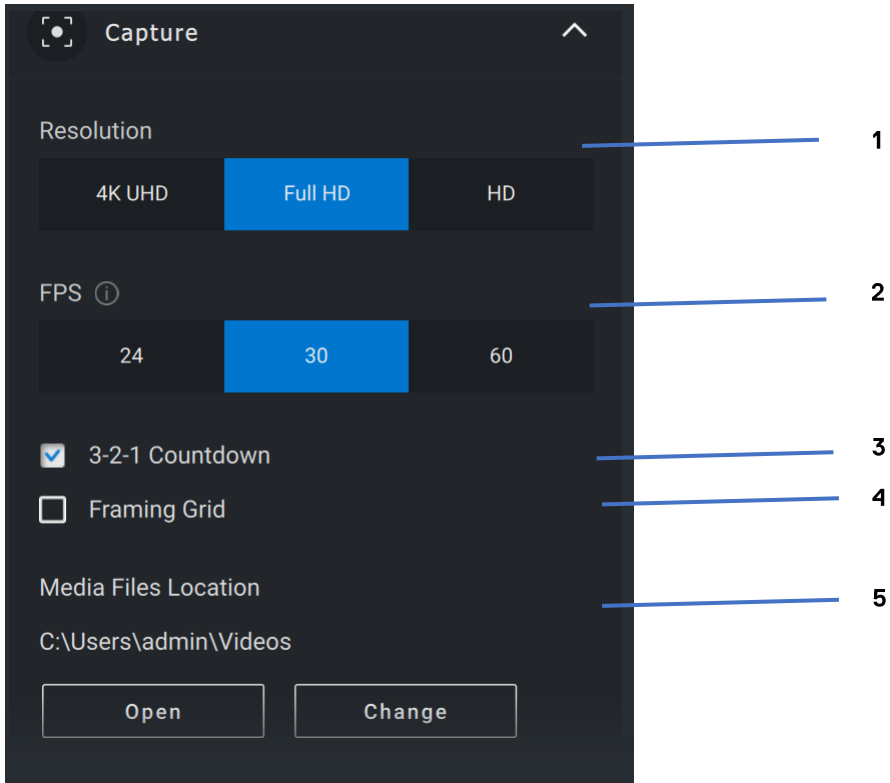 Capture
Resolution
1
4K UHD Full HD HD
FPS
2
24 30 60
3-2-1 Countdown
3
Framing Grid
4
Media Files Location
5
C:\Users\admin\Videos
Open Change